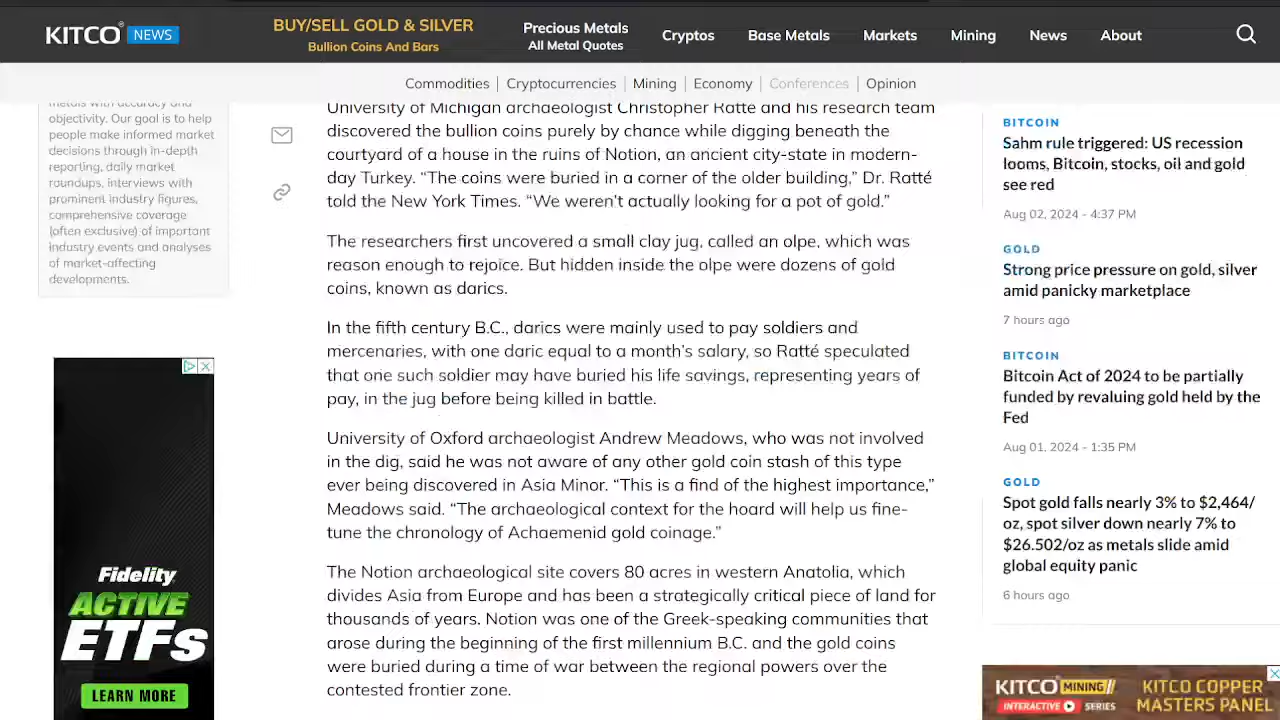 KITCO® NEWS
BUY/SELL GOLD & SILVER
Bullion Coins And Bars
Precious Metals
All Metal Quotes
Cryptos
Base Metals
Markets
Mining
News
About
Commodities | Cryptocurrencies | Mining | Economy | Conferences | Opinion
metals with accuracy and
objectivity. Our goal is to help
people make informed market
decisions through in-depth
reporting, daily market
roundups, interviews with
prominent industry figures,
comprehensive coverage
(often exclusive) of important
industry events and analyses
of market-affecting
developments.
Fidelity
ACTIVE
ETFs
LEARN MORE
University of Michigan archaeologist Christopher Ratté and his research team
discovered the bullion coins purely by chance while digging beneath the
courtyard of a house in the ruins of Notion, an ancient city-state in modern-
day Turkey. “The coins were buried in a corner of the older building,” Dr. Ratté
told the New York Times. “We weren’t actually looking for a pot of gold.”
The researchers first uncovered a small clay jug, called an olpe, which was
reason enough to rejoice. But hidden inside the olpe were dozens of gold
coins, known as darics.
In the fifth century B.C., darics were mainly used to pay soldiers and
mercenaries, with one daric equal to a month’s salary, so Ratté speculated
that one such soldier may have buried his life savings, representing years of
pay, in the jug before being killed in battle.
University of Oxford archaeologist Andrew Meadows, who was not involved
in the dig, said he was not aware of any other gold coin stash of this type
ever being discovered in Asia Minor. “This is a find of the highest importance,”
Meadows said. “The archaeological context for the hoard will help us fine-
tune the chronology of Achaemenid gold coinage.”
The Notion archaeological site covers 80 acres in western Anatolia, which
divides Asia from Europe and has been a strategically critical piece of land for
thousands of years. Notion was one of the Greek-speaking communities that
arose during the beginning of the first millennium B.C. and the gold coins
were buried during a time of war between the regional powers over the
contested frontier zone.
BITCOIN
Sahm rule triggered: US recession
looms, Bitcoin, stocks, oil and gold
see red
Aug 02, 2024 - 4:37 PM
GOLD
Strong price pressure on gold, silver
amid panicky marketplace
7 hours ago
BITCOIN
Bitcoin Act of 2024 to be partially
funded by revaluing gold held by the
Fed
Aug 01, 2024 - 1:35 PM
GOLD
Spot gold falls nearly 3% to $2,464/
oz, spot silver down nearly 7% to
$26.502/oz as metals slide amid
global equity panic
6 hours ago
KITCO MINING//
INTERACTIVE SERIES
KITCO COPPER
MASTERS PANEL